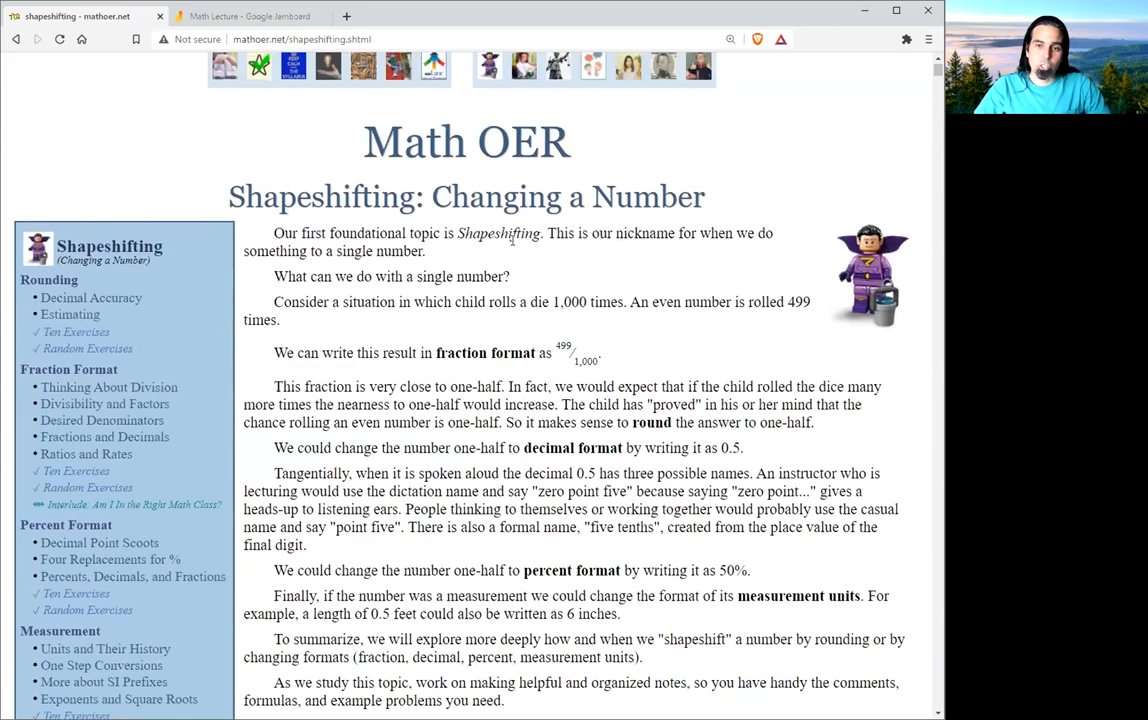 shapeshifting - mathoer.net
Math Lecture - Google Jamboard
Not secure
mathoer.net/shapeshifting.shtml
KEEP CALM
THE SYLLABUS
Math OER
Shapeshifting: Changing a Number
Shapeshifting
(Changing a Number)
Rounding
• Decimal Accuracy
• Estimating
✓ Ten Exercises
✓ Random Exercises
Fraction Format
• Thinking About Division
• Divisibility and Factors
• Desired Denominators
• Fractions and Decimals
• Ratios and Rates
✓ Ten Exercises
✓ Random Exercises
Interlude: Am I In the Right Math Class?
Percent Format
• Decimal Point Scoots
• Four Replacements for %
• Percents, Decimals, and Fractions
✓ Ten Exercises
✓ Random Exercises
Measurement
• Units and Their History
• One Step Conversions
• More about SI Prefixes
• Exponents and Square Roots
✓ Ten Exercises
Our first foundational topic is Shapeshifting. This is our nickname for when we do
something to a single number.
What can we do with a single number?
Consider a situation in which child rolls a die 1,000 times. An even number is rolled 499
times.
We can write this result in fraction format as 499/1,000.
This fraction is very close to one-half. In fact, we would expect that if the child rolled the dice many
more times the nearness to one-half would increase. The child has "proved" in his or her mind that the
chance rolling an even number is one-half. So it makes sense to round the answer to one-half.
We could change the number one-half to decimal format by writing it as 0.5.
Tangentially, when it is spoken aloud the decimal 0.5 has three possible names. An instructor who is
lecturing would use the dictation name and say "zero point five" because saying "zero point..." gives a
heads-up to listening ears. People thinking to themselves or working together would probably use the casual
name and say "point five". There is also a formal name, "five tenths", created from the place value of the
final digit.
We could change the number one-half to percent format by writing it as 50%.
Finally, if the number was a measurement we could change the format of its measurement units. For
example, a length of 0.5 feet could also be written as 6 inches.
To summarize, we will explore more deeply how and when we "shapeshift" a number by rounding or by
changing formats (fraction, decimal, percent, measurement units).
As we study this topic, work on making helpful and organized notes, so you have handy the comments,
formulas, and example problems you need.